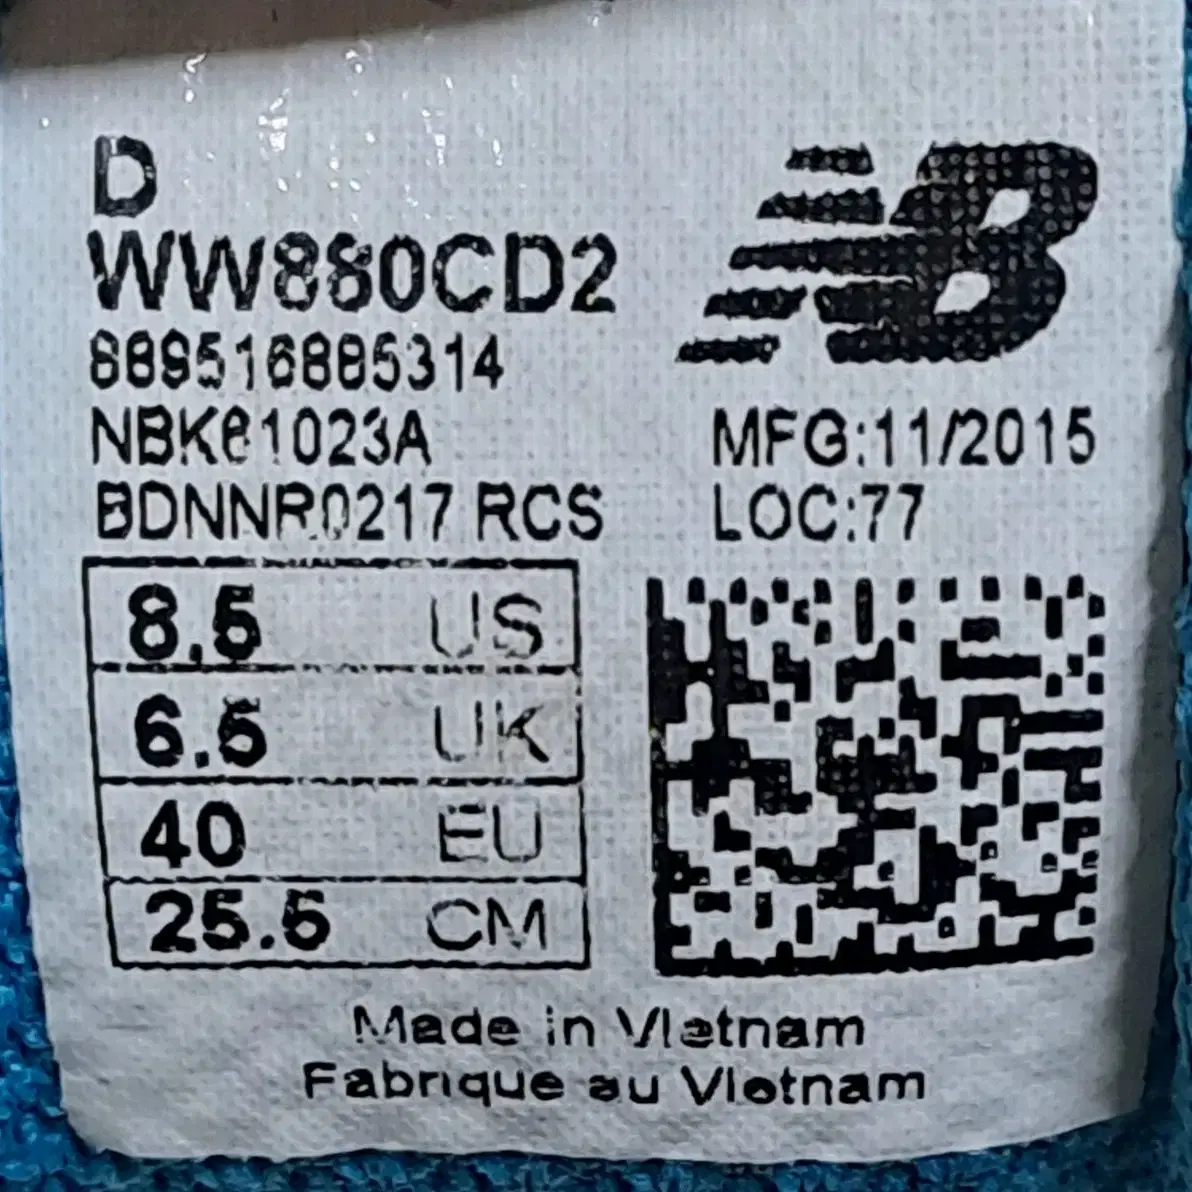 D
WW880CD2
889516885314
NBK61023A
BDNNR0217 RCS
MFG:11/2015
LOC:77
8.5 US
6.5 UK
40 EU
25.5 CM
Made in Vietnam
Fabrique au Vietnam